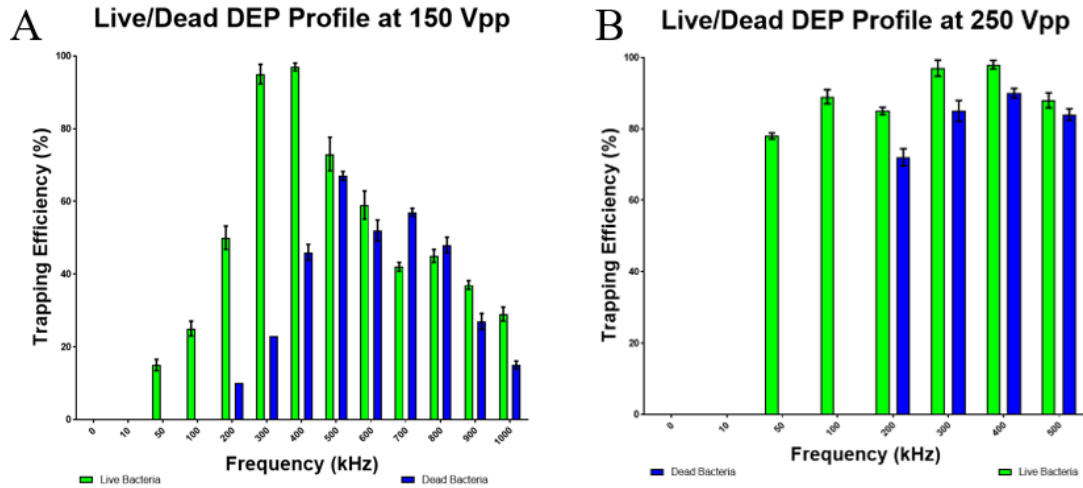 A
Live/Dead DEP Profile at 150 Vpp
Trapping Efficiency (%)
100
80
60
40
20
0
0 10 50 100 200 300 400 500 600 700 800 900 1000
Frequency (kHz)
Live Bacteria Dead Bacteria
B
Live/Dead DEP Profile at 250 Vpp
Trapping Efficiency (%)
100
80
60
40
20
0
0 10 50 100 200 300 400 500
Frequency (kHz)
Dead Bacteria Live Bacteria